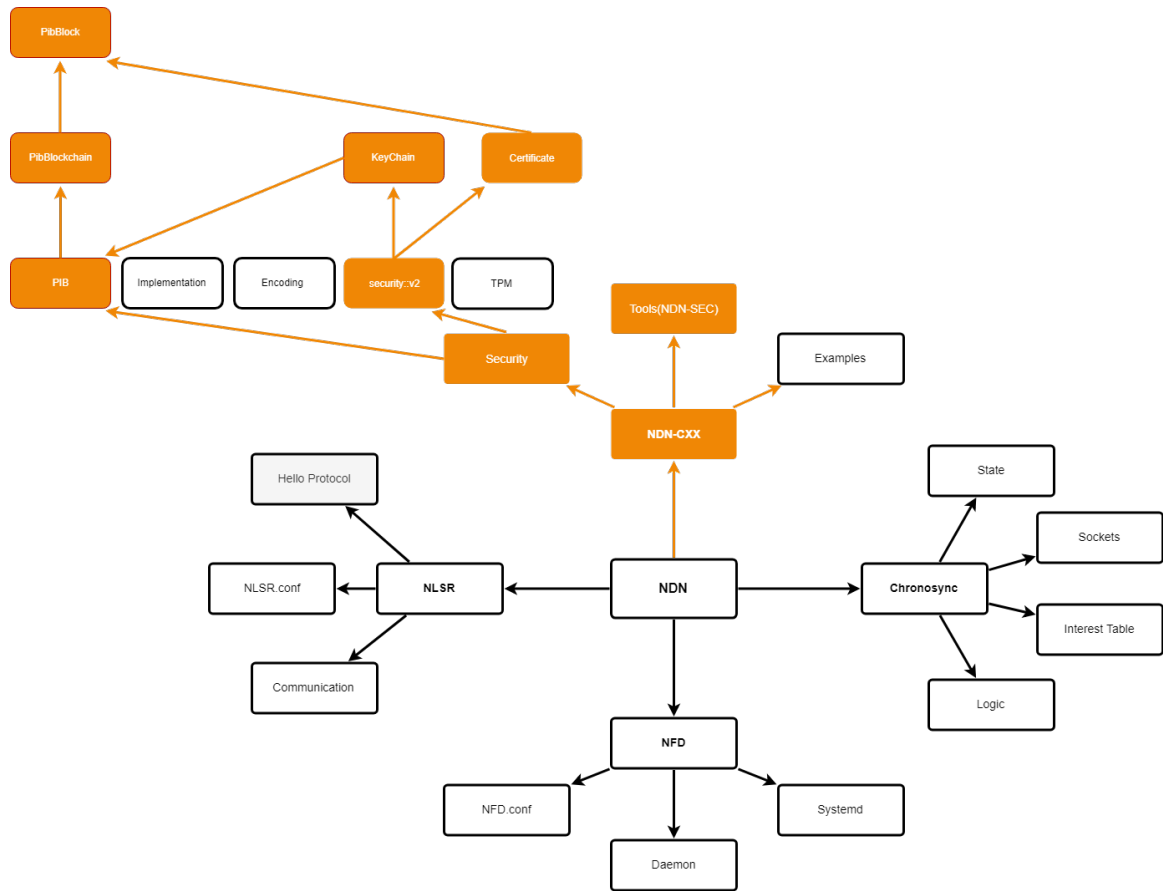 PibBlock
PibBlockchain
KeyChain
Certificate
PIB
Implementation
Encoding
security::v2
TPM
Tools(NDN-SEC)
Security
Examples
NDN-CXX
Hello Protocol
State
Sockets
NLSR.conf
NLSR
NDN
Chronosync
Interest Table
Communication
Logic
NFD
NFD.conf
Systemd
Daemon